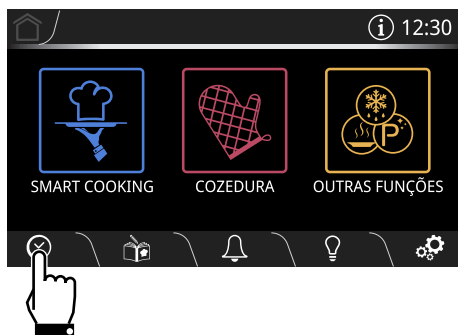 12:30
SMART COOKING
COZEDURA
OUTRAS FUNÇÕES
P